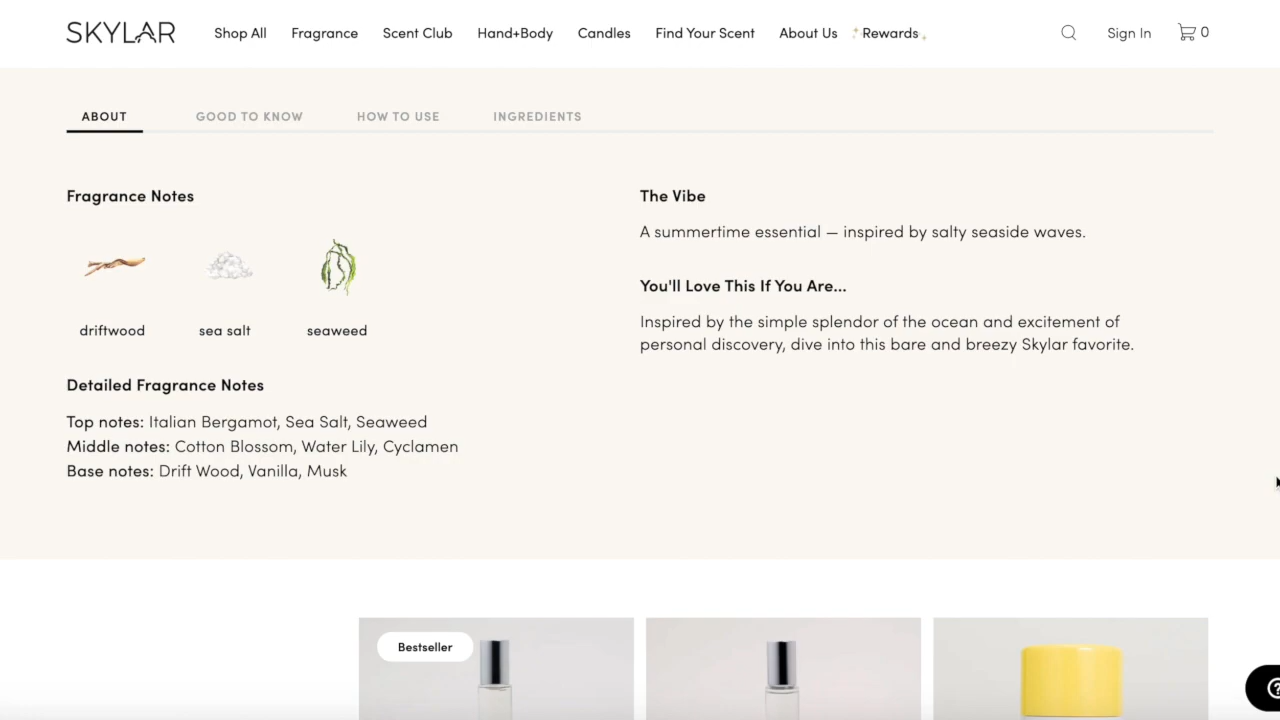 SKYLAR Shop All Fragrance Scent Club Hand+Body Candles Find Your Scent About Us Rewards Sign In 0
ABOUT GOOD TO KNOW HOW TO USE INGREDIENTS
Fragrance Notes
driftwood sea salt seaweed
Detailed Fragrance Notes
Top notes: Italian Bergamot, Sea Salt, Seaweed
Middle notes: Cotton Blossom, Water Lily, Cyclamen
Base notes: Drift Wood, Vanilla, Musk
The Vibe
A summertime essential — inspired by salty seaside waves.
You'll Love This If You Are...
Inspired by the simple splendor of the ocean and excitement of
personal discovery, dive into this bare and breezy Skylar favorite.
Bestseller